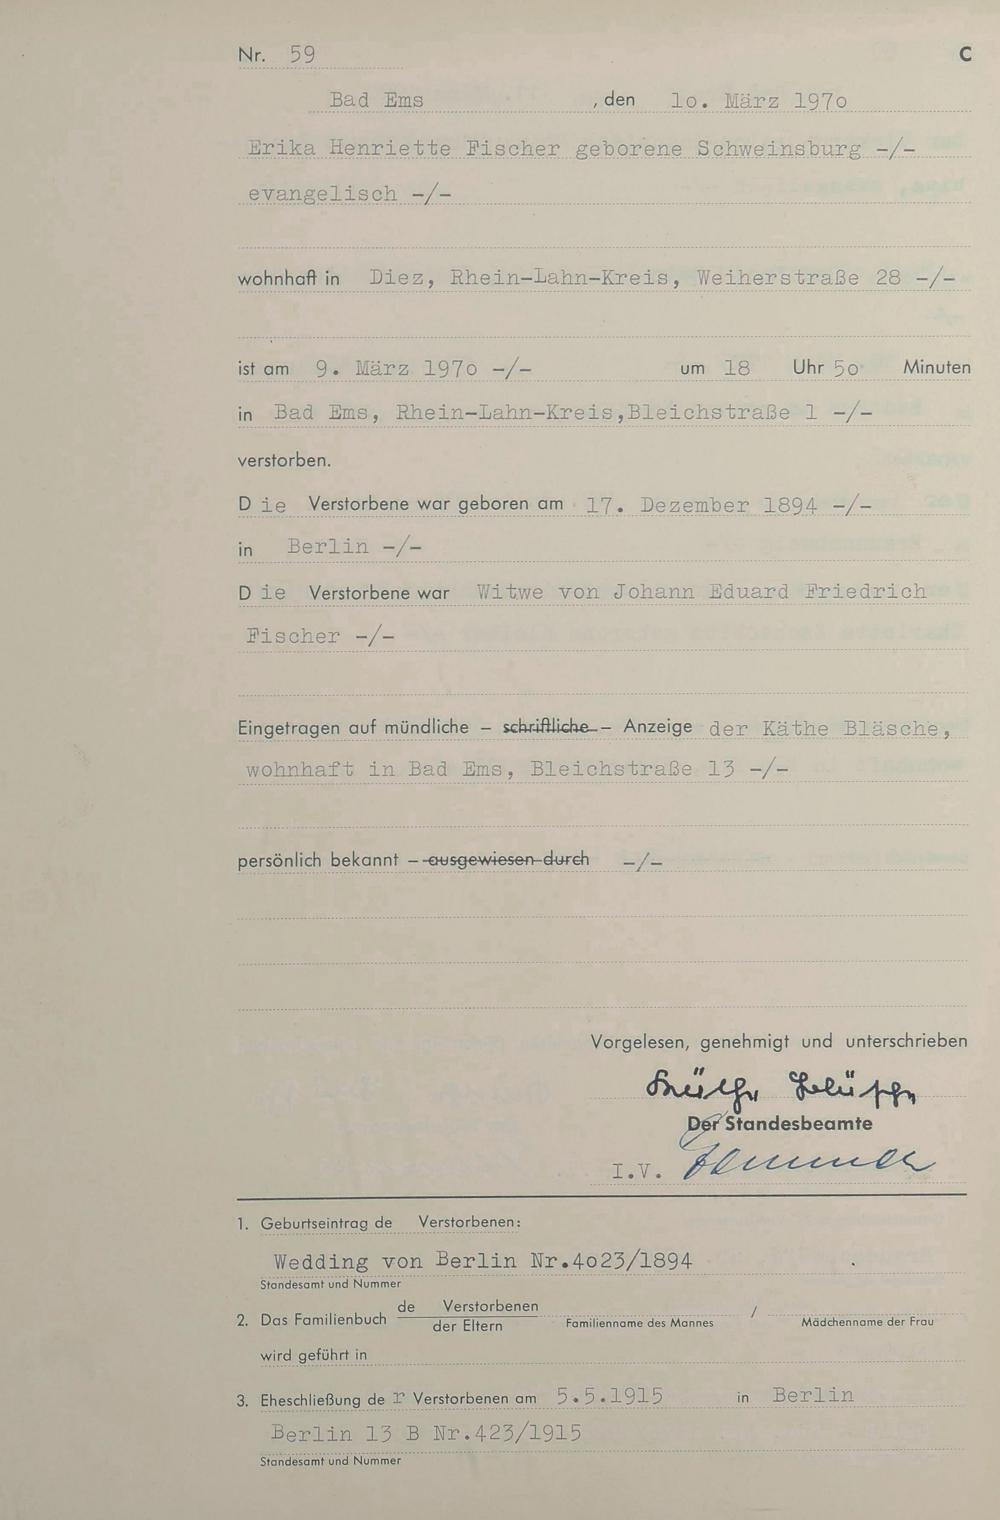 Nr. 59 C
Bad Ems , den 1o. März 197o
Erika Henriette Fischer geborene Schweinsburg -/-
evangelisch -/-
wohnhaft in Diez, Rhein-Lahn-Kreis, Weiherstraße 28 -/-
ist am 9. März 197o -/- um 18 Uhr 5o Minuten
in Bad Ems, Rhein-Lahn-Kreis,Bleichstraße 1 -/-
verstorben.
D ie Verstorbene war geboren am 17. Dezember 1894 -/-
in Berlin -/-
D ie Verstorbene war Witwe von Johann Eduard Friedrich
Fischer -/-
Eingetragen auf mündliche – schriftliche – Anzeige der Käthe Bläsche,
wohnhaft in Bad Ems, Bleichstraße 13 -/-
persönlich bekannt – ausgewiesen durch -/-
Vorgelesen, genehmigt und unterschrieben
Käthe Bläsche
Der Standesbeamte
I.V.
1. Geburtseintrag de Verstorbenen:
Wedding von Berlin Nr.4o23/1894
Standesamt und Nummer
2. Das Familienbuch de Verstorbenen / der Eltern /
Familienname des Mannes Mädchenname der Frau
wird geführt in
3. Eheschließung de r Verstorbenen am 5.5.1915 in Berlin
Berlin 13 B Nr.423/1915
Standesamt und Nummer